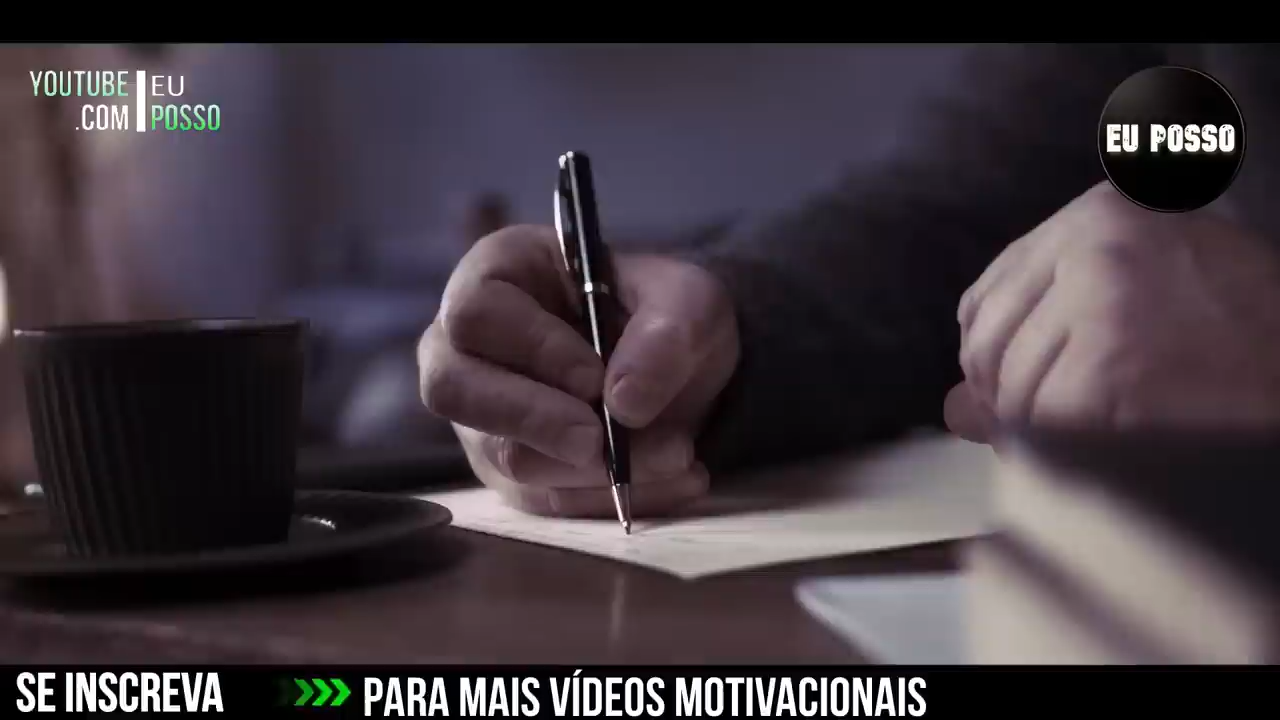 YOUTUBE
.COM
EU
POSSO
EU POSSO
SE INSCREVA
PARA MAIS VÍDEOS MOTIVACIONAIS